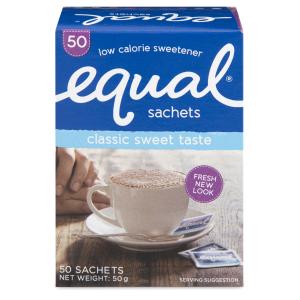 50
low calorie sweetener
equal®
sachets
classic sweet taste
FRESH
NEW
LOOK
50 SACHETS
NET WEIGHT: 50g
SERVING SUGGESTION